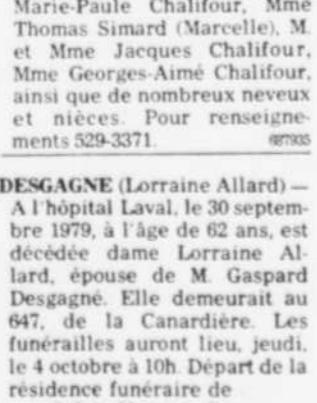 Marie-Paule Chalifour, Mme
Thomas Simard (Marcelle), M.
et Mme Jacques Chalifour,
Mme Georges-Aimé Chalifour,
ainsi que de nombreux neveux
et nièces. Pour renseigne-
ments 529-3371. 687935
DESGAGNE (Lorraine Allard) —
A l'hôpital Laval, le 30 septem-
bre 1979, à l'âge de 62 ans, est
décédée dame Lorraine Al-
lard, épouse de M. Gaspard
Desgagné. Elle demeurait au
647, de la Canardière. Les
funérailles auront lieu, jeudi,
le 4 octobre à 10h. Départ de la
résidence funéraire de